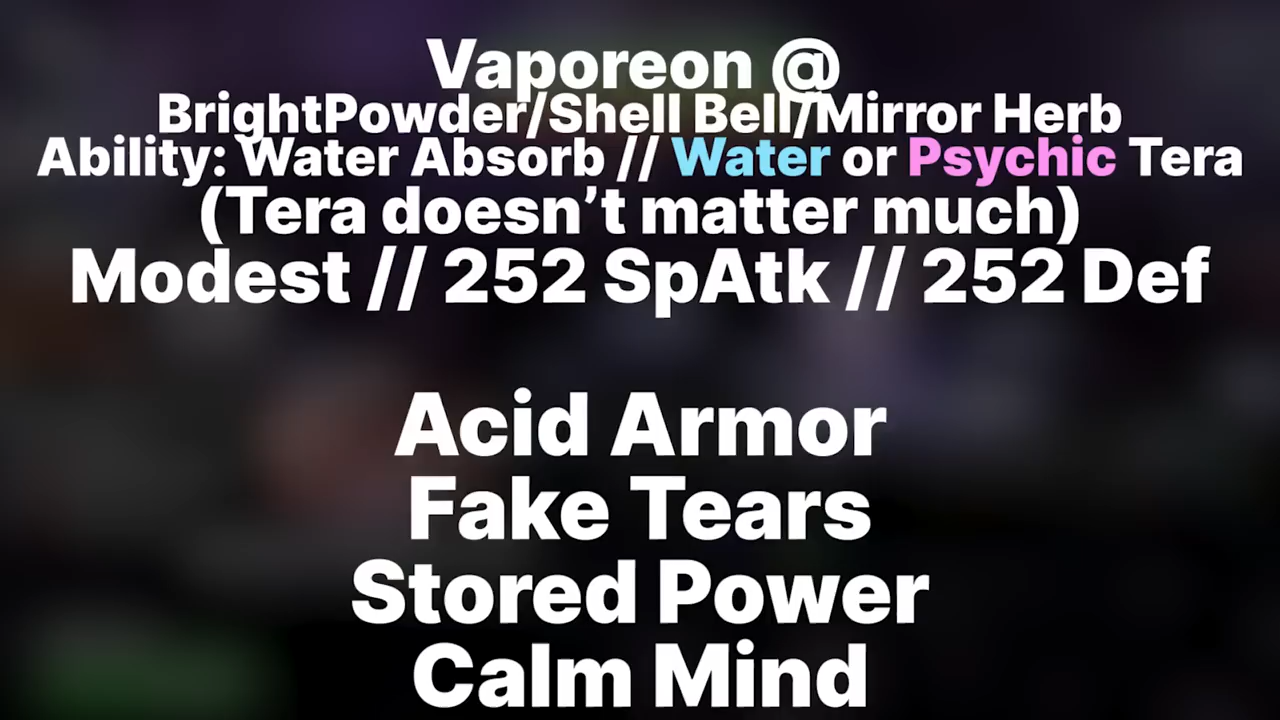 Vaporeon @
BrightPowder/Shell Bell/Mirror Herb
Ability: Water Absorb // Water or Psychic Tera
(Tera doesn’t matter much)
Modest // 252 SpAtk // 252 Def
Acid Armor
Fake Tears
Stored Power
Calm Mind